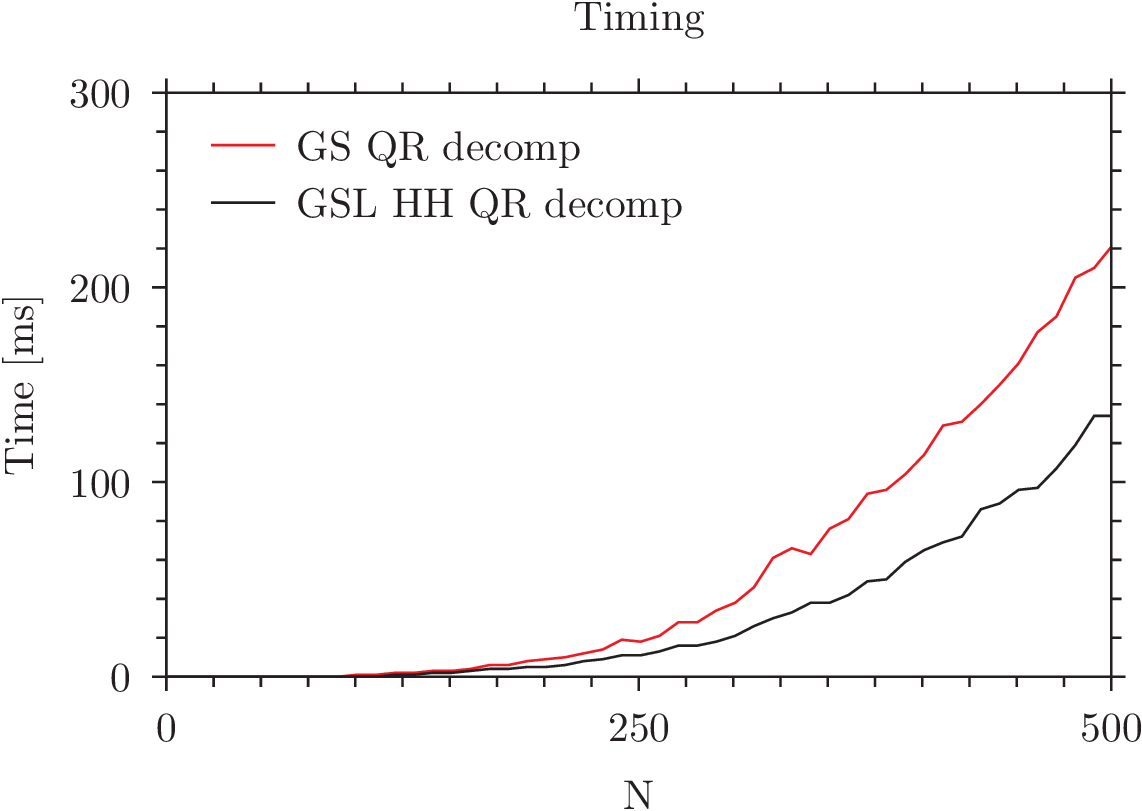 Timing
300
GS QR decomp
GSL HH QR decomp
200
Time [ms]
100
0
0 250 500
N